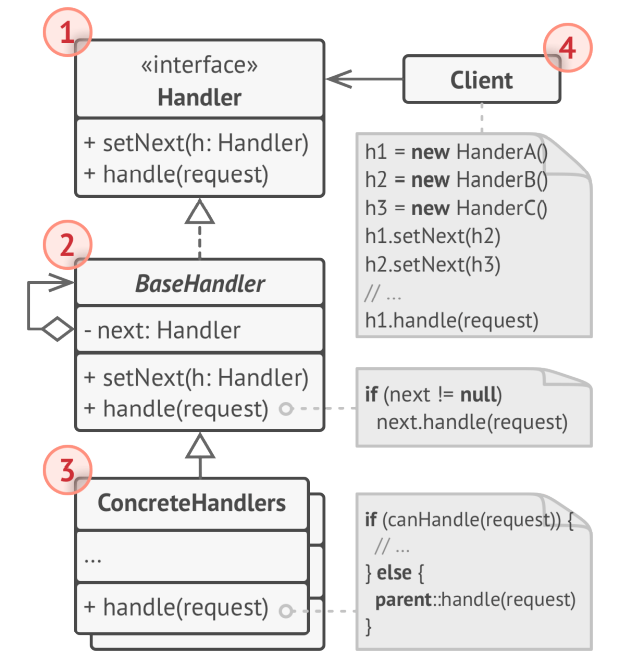 1
«interface»
Handler
+ setNext(h: Handler)
+ handle(request)
4
Client
h1 = new HanderA()
h2 = new HanderB()
h3 = new HanderC()
h1.setNext(h2)
h2.setNext(h3)
// ...
h1.handle(request)
2
BaseHandler
- next: Handler
+ setNext(h: Handler)
+ handle(request)
if (next != null)
next.handle(request)
3
ConcreteHandlers
...
+ handle(request)
if (canHandle(request)) {
// ...
} else {
parent::handle(request)
}